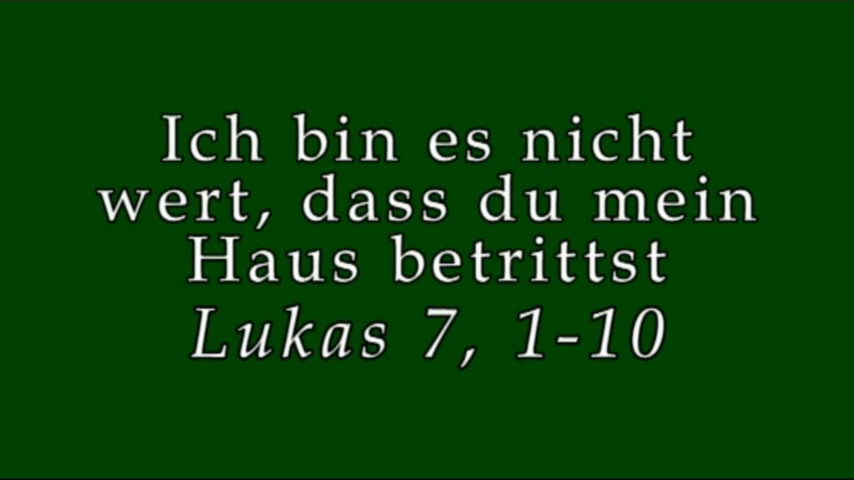 Ich bin es nicht
wert, dass du mein
Haus betrittst
Lukas 7, 1-10